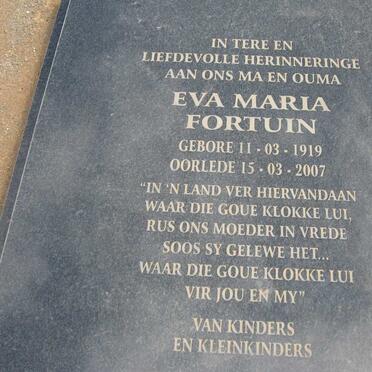 IN TERE EN
LIEFDEVOLLE HERINNERINGE
AAN ONS MA EN OUMA
EVA MARIA
FORTUIN
GEBORE 11 - 03 - 1919
OORLEDE 15 - 03 - 2007
"IN 'N LAND VER HIERVANDAAN
WAAR DIE GOUE KLOKKE LUI,
RUS ONS MOEDER IN VREDE
SOOS SY GELEWE HET...
WAAR DIE GOUE KLOKKE LUI
VIR JOU EN MY"
VAN KINDERS
EN KLEINKINDERS